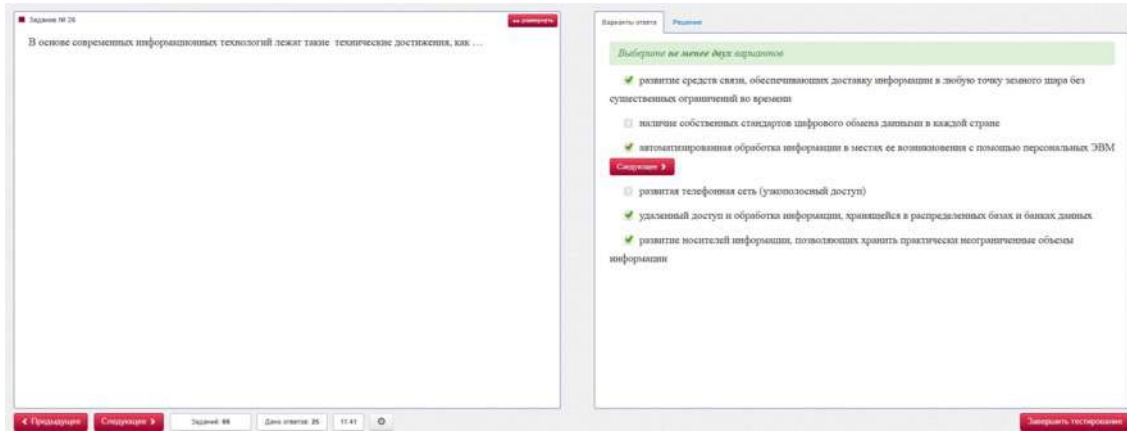 Задание № 26
развернуть
В основе современных информационных технологий лежат такие технические достижения, как …
Варианты ответа
Решение
Выберите не менее двух вариантов
развитие средств связи, обеспечивающих доставку информации в любую точку земного шара без
существенных ограничений во времени
наличие собственных стандартов цифрового обмена данными в каждой стране
автоматизированная обработка информации в местах ее возникновения с помощью персональных ЭВМ
Следующее
развитая телефонная сеть (узкополосный доступ)
удаленный доступ и обработка информации, хранящейся в распределенных базах и банках данных
развитие носителей информации, позволяющих хранить практически неограниченные объемы
информации
Предыдущее
Следующее
Заданий: 66
Дано ответов: 25
11:41
Завершить тестирование